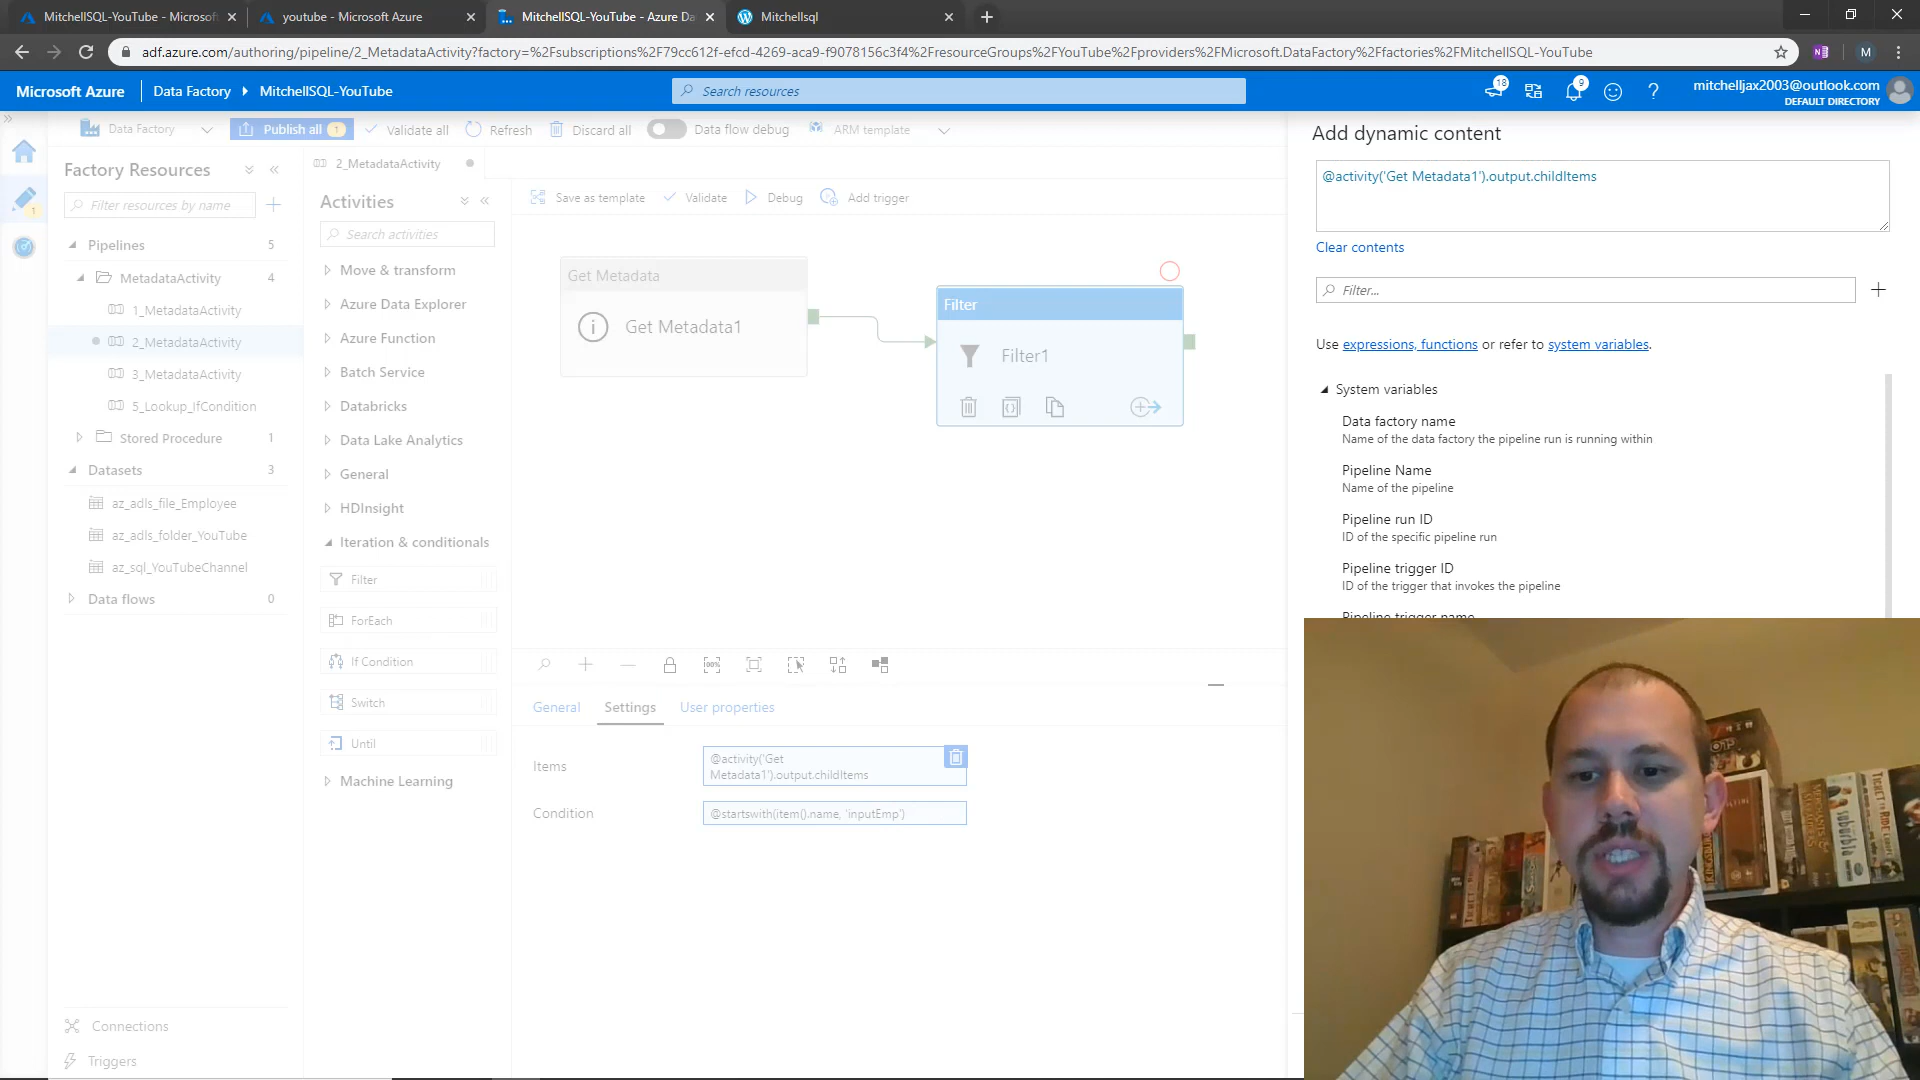 MitchellSQL-YouTube - Microsof
youtube - Microsoft Azure
MitchellSQL-YouTube - Azure Da
Mitchellsql
adf.azure.com/authoring/pipeline/2_MetadataActivity?factory=%2Fsubscriptions%2F79cc612f-efcd-4269-aca9-f9078156c3f4%2FresourceGroups%2FYouTube%2Fproviders%2FMicrosoft.DataFactory%2Ffactories%2FMitchellSQL-YouTube
M
Microsoft Azure
Data Factory
MitchellSQL-YouTube
Search resources
18
9
mitchelljax2003@outlook.com
DEFAULT DIRECTORY
Data Factory
Publish all 1
Validate all
Refresh
Discard all
Data flow debug
ARM template
1
Factory Resources
Filter resources by name
Pipelines 5
MetadataActivity 4
1_MetadataActivity
2_MetadataActivity
3_MetadataActivity
5_Lookup_IfCondition
Stored Procedure 1
Datasets 3
az_adls_file_Employee
az_adls_folder_YouTube
az_sql_YouTubeChannel
Data flows 0
Connections
Triggers
2_MetadataActivity
Activities
Search activities
Move & transform
Azure Data Explorer
Azure Function
Batch Service
Databricks
Data Lake Analytics
General
HDInsight
Iteration & conditionals
Filter
ForEach
If Condition
Switch
Until
Machine Learning
Save as template
Validate
Debug
Add trigger
Get Metadata
Get Metadata1
Filter
Filter1
100%
General
Settings
User properties
Items
@activity('Get
Metadata1').output.childItems
Condition
@startswith(item().name, 'inputEmp')
Add dynamic content
@activity('Get Metadata1').output.childItems
Clear contents
Filter...
Use expressions, functions or refer to system variables.
System variables
Data factory name
Name of the data factory the pipeline run is running within
Pipeline Name
Name of the pipeline
Pipeline run ID
ID of the specific pipeline run
Pipeline trigger ID
ID of the trigger that invokes the pipeline
Pipeline trigger name